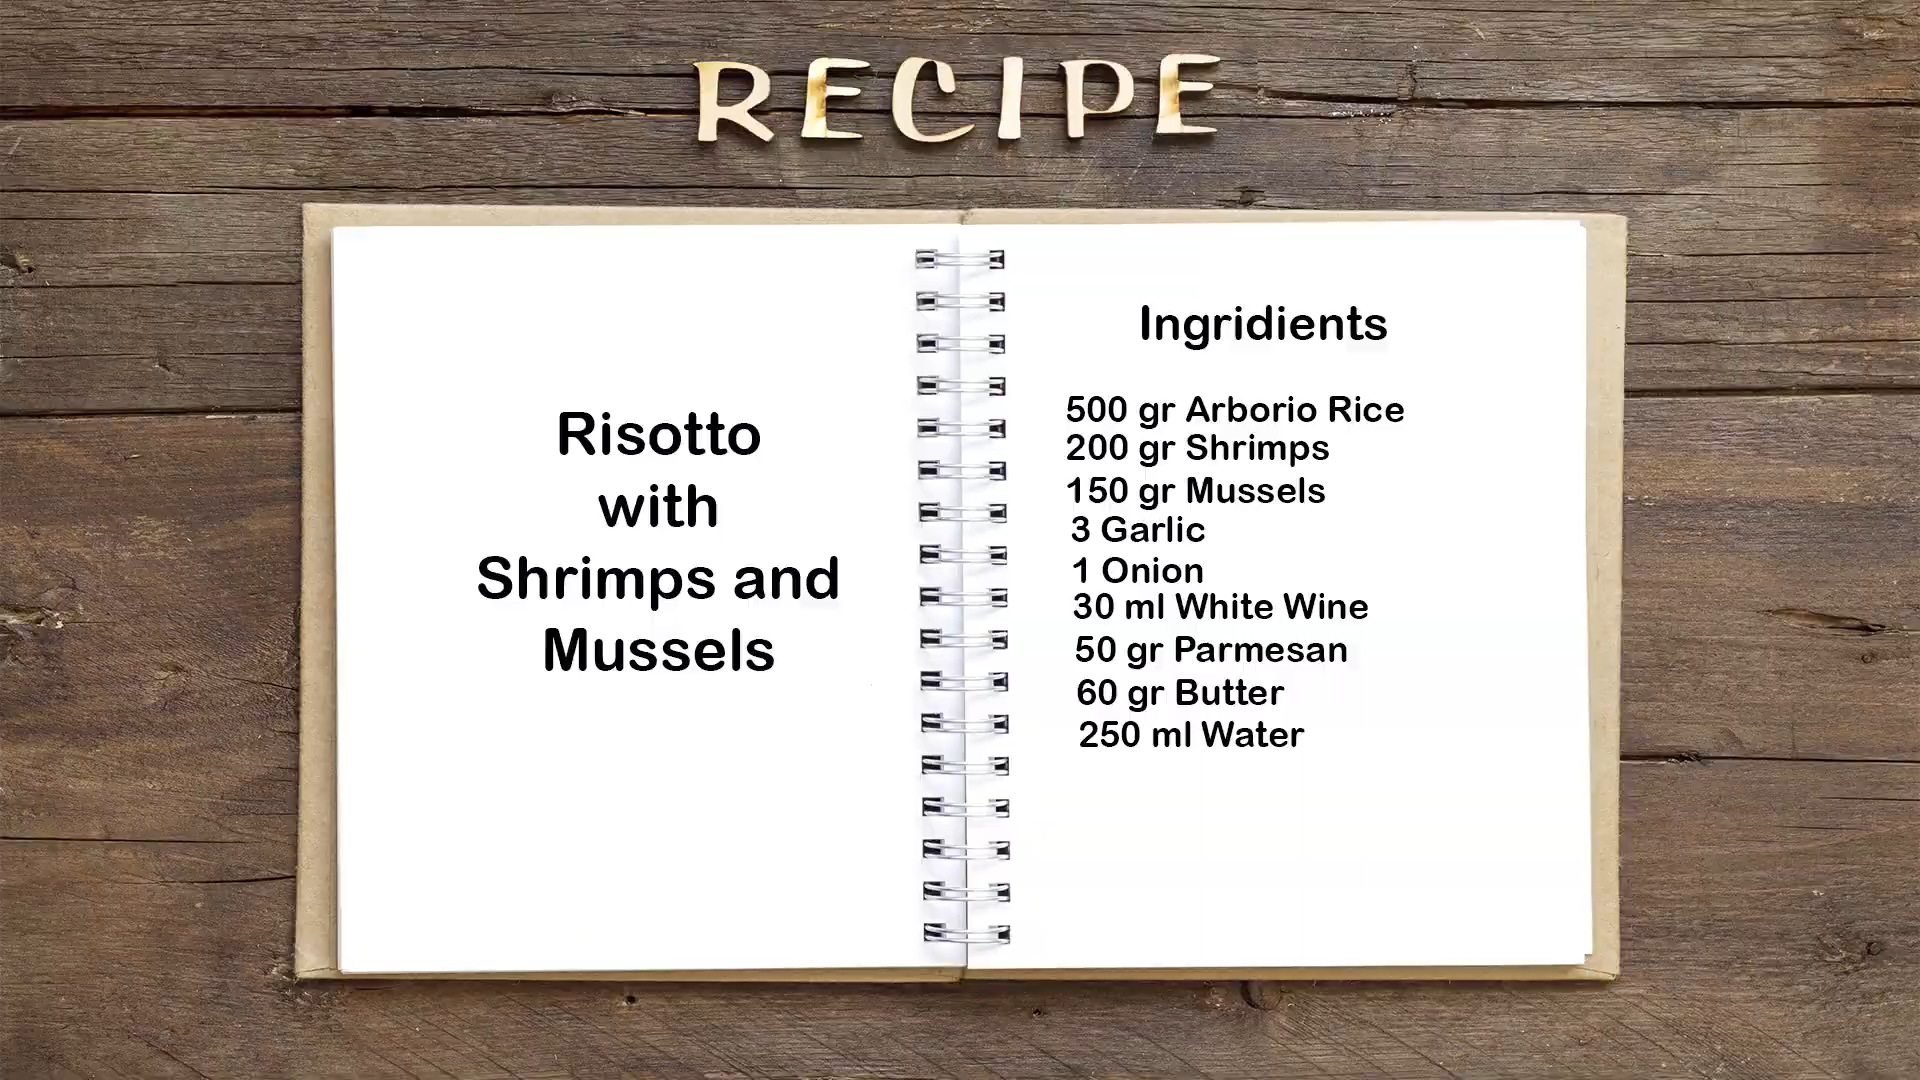 RECIPE
Risotto
with
Shrimps and
Mussels
Ingridients
500 gr Arborio Rice
200 gr Shrimps
150 gr Mussels
3 Garlic
1 Onion
30 ml White Wine
50 gr Parmesan
60 gr Butter
250 ml Water